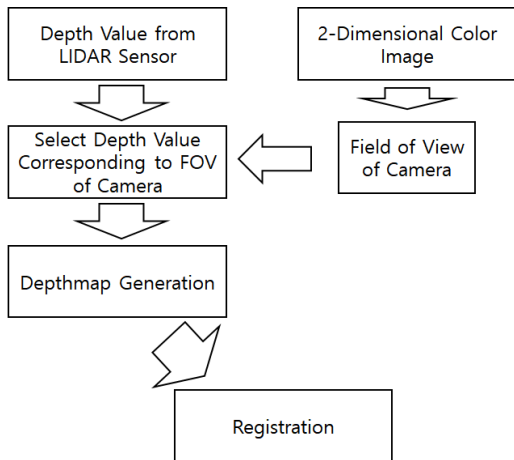 Depth Value from
LIDAR Sensor
2-Dimensional Color
Image
Select Depth Value
Corresponding to FOV
of Camera
Field of View
of Camera
Depthmap Generation
Registration